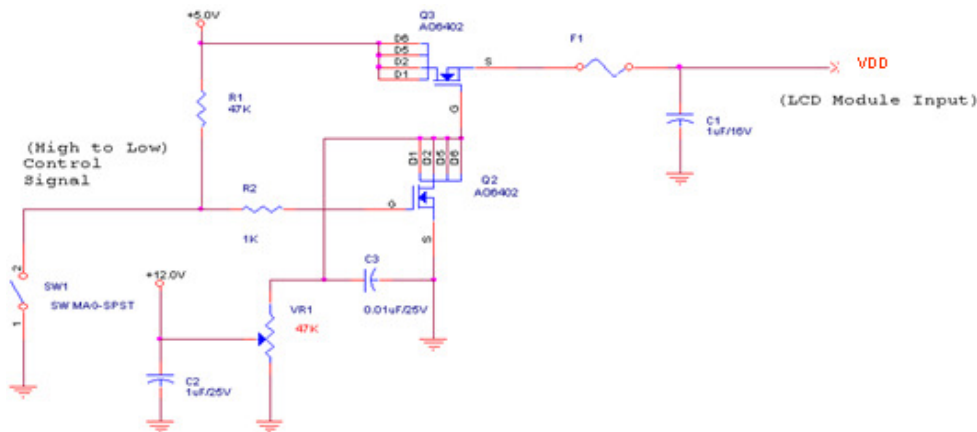 +5.0V
Q3
AO6402
D6
D5
D2
D1
S
G
F1
VDD
(LCD Module Input)
C1
1uF/16V
R1
47K
(High to Low)
Control
Signal
R2
1K
G
D1
D2
D5
D6
Q2
AO6402
S
C3
0.01uF/25V
2
SW1
SW MAG-SPST
1
+12.0V
VR1
47K
C2
1uF/25V